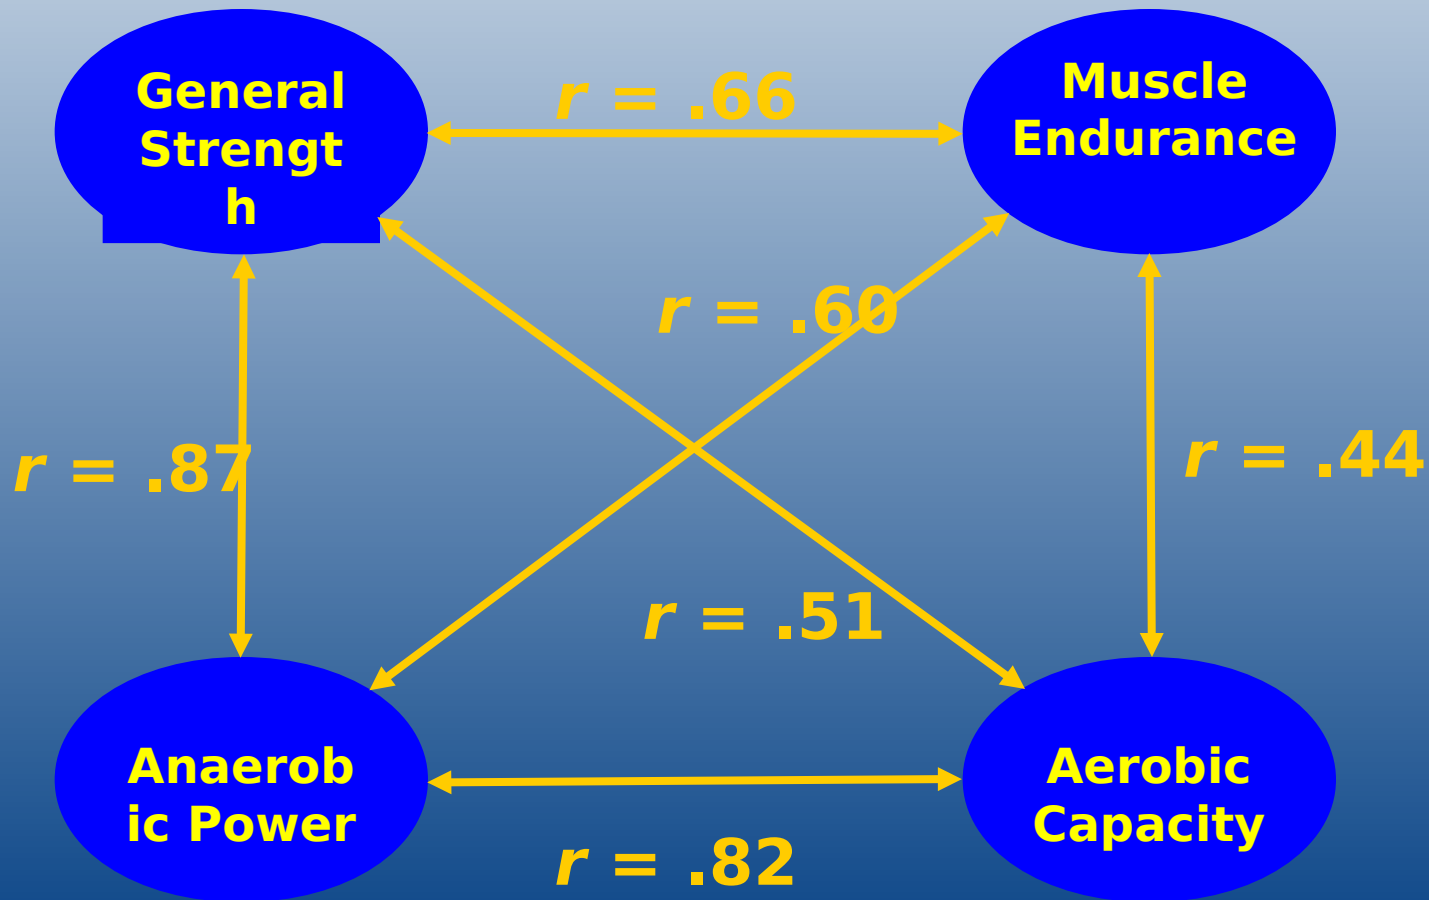 General
Strengt
h
r = .66
Muscle
Endurance
r = .60
r = .87
r = .44
r = .51
Anaerob
ic Power
Aerobic
Capacity
r = .82